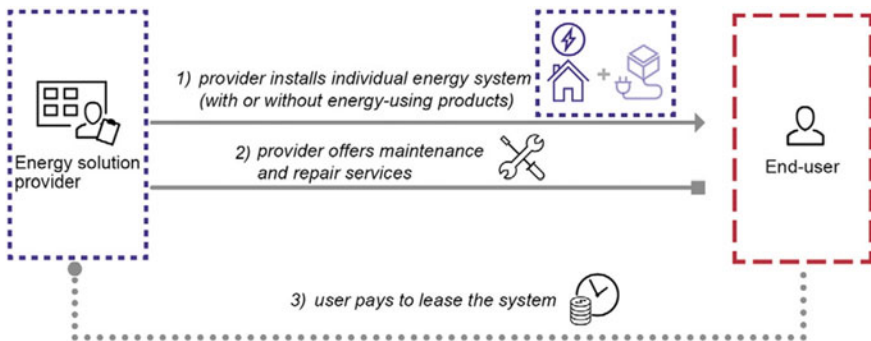 1) provider installs individual energy system
(with or without energy-using products)
Energy solution
provider
2) provider offers maintenance
and repair services
End-user
3) user pays to lease the system